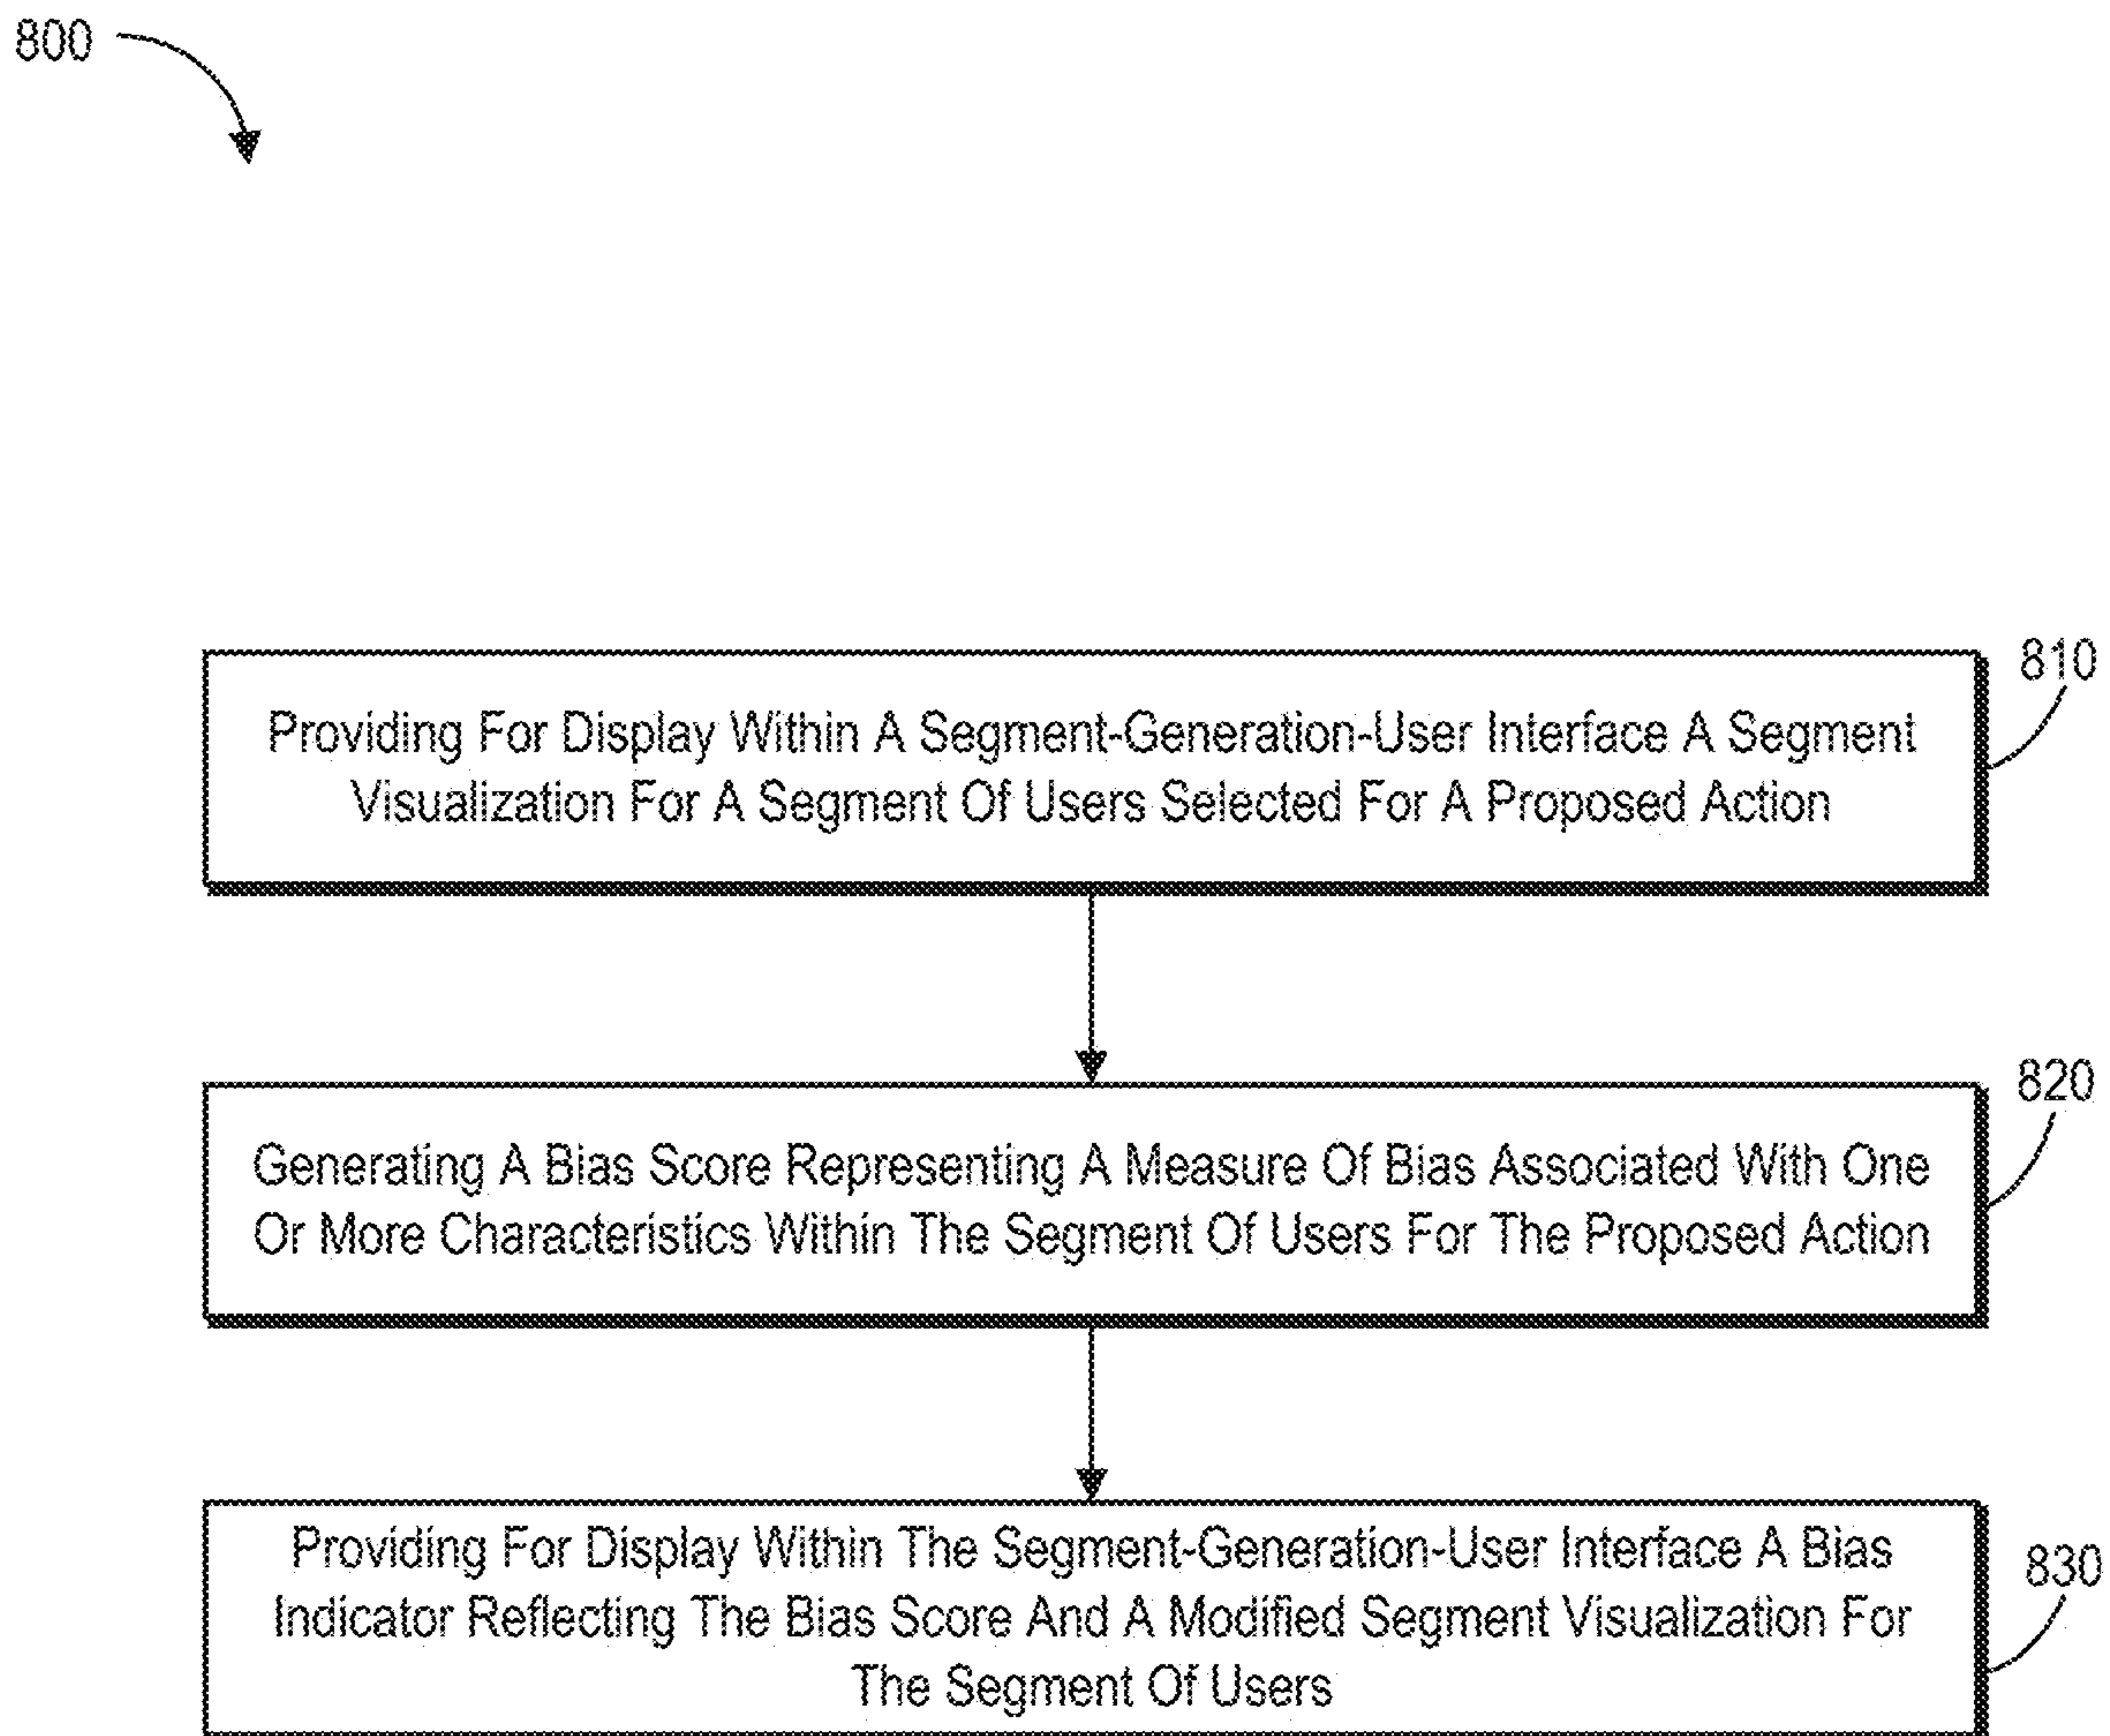 800
810
Providing For Display Within A Segment-Generation-User Interface A Segment
Visualization For A Segment Of Users Selected For A Proposed Action
820
Generating A Bias Score Representing A Measure Of Bias Associated With One
Or More Characteristics Within The Segment Of Users For The Proposed Action
830
Providing For Display Within The Segment-Generation-User Interface A Bias
Indicator Reflecting The Bias Score And A Modified Segment Visualization For
The Segment Of Users